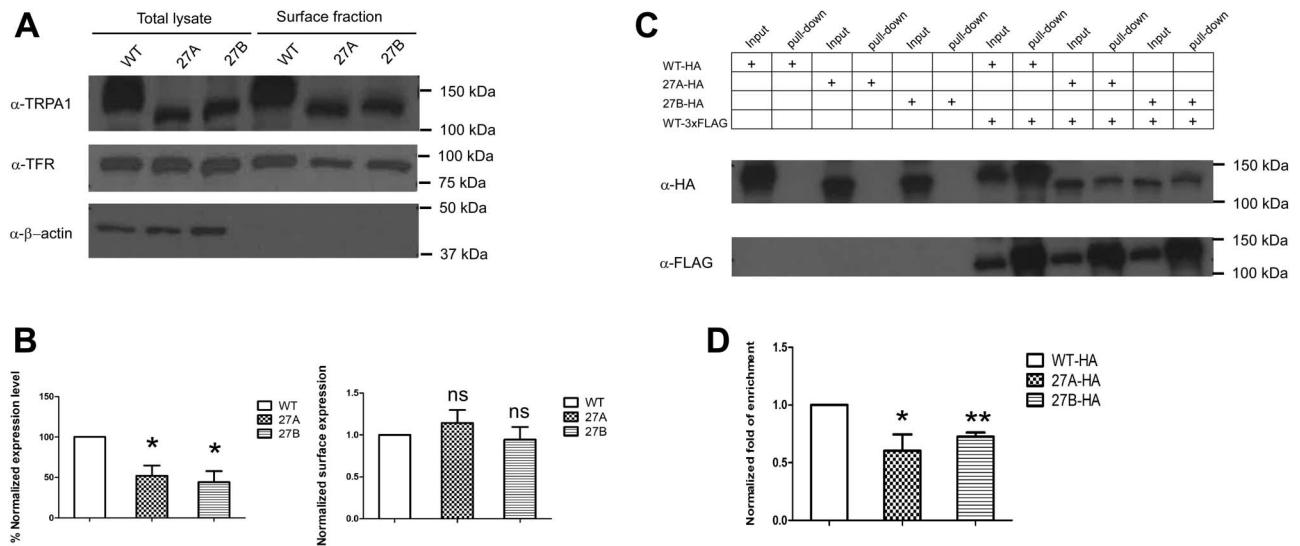 A
Total lysate Surface fraction
WT 27A 27B WT 27A 27B
α-TRPA1
150 kDa
100 kDa
α-TFR
100 kDa
75 kDa
α-β-actin
50 kDa
37 kDa
B
% Normalized expression level
150
100
50
0
* *
WT
27A
27B
Normalized surface expression
1.5
1.0
0.5
0.0
ns ns
WT
27A
27B
C
Input pull-down Input pull-down Input pull-down Input pull-down Input pull-down Input pull-down
WT-HA + + + +
27A-HA + + + +
27B-HA + + + +
WT-3xFLAG + + + + + +
α-HA
150 kDa
100 kDa
α-FLAG
150 kDa
100 kDa
D
Normalized fold of enrichment
1.5
1.0
0.5
0.0
* **
WT-HA
27A-HA
27B-HA